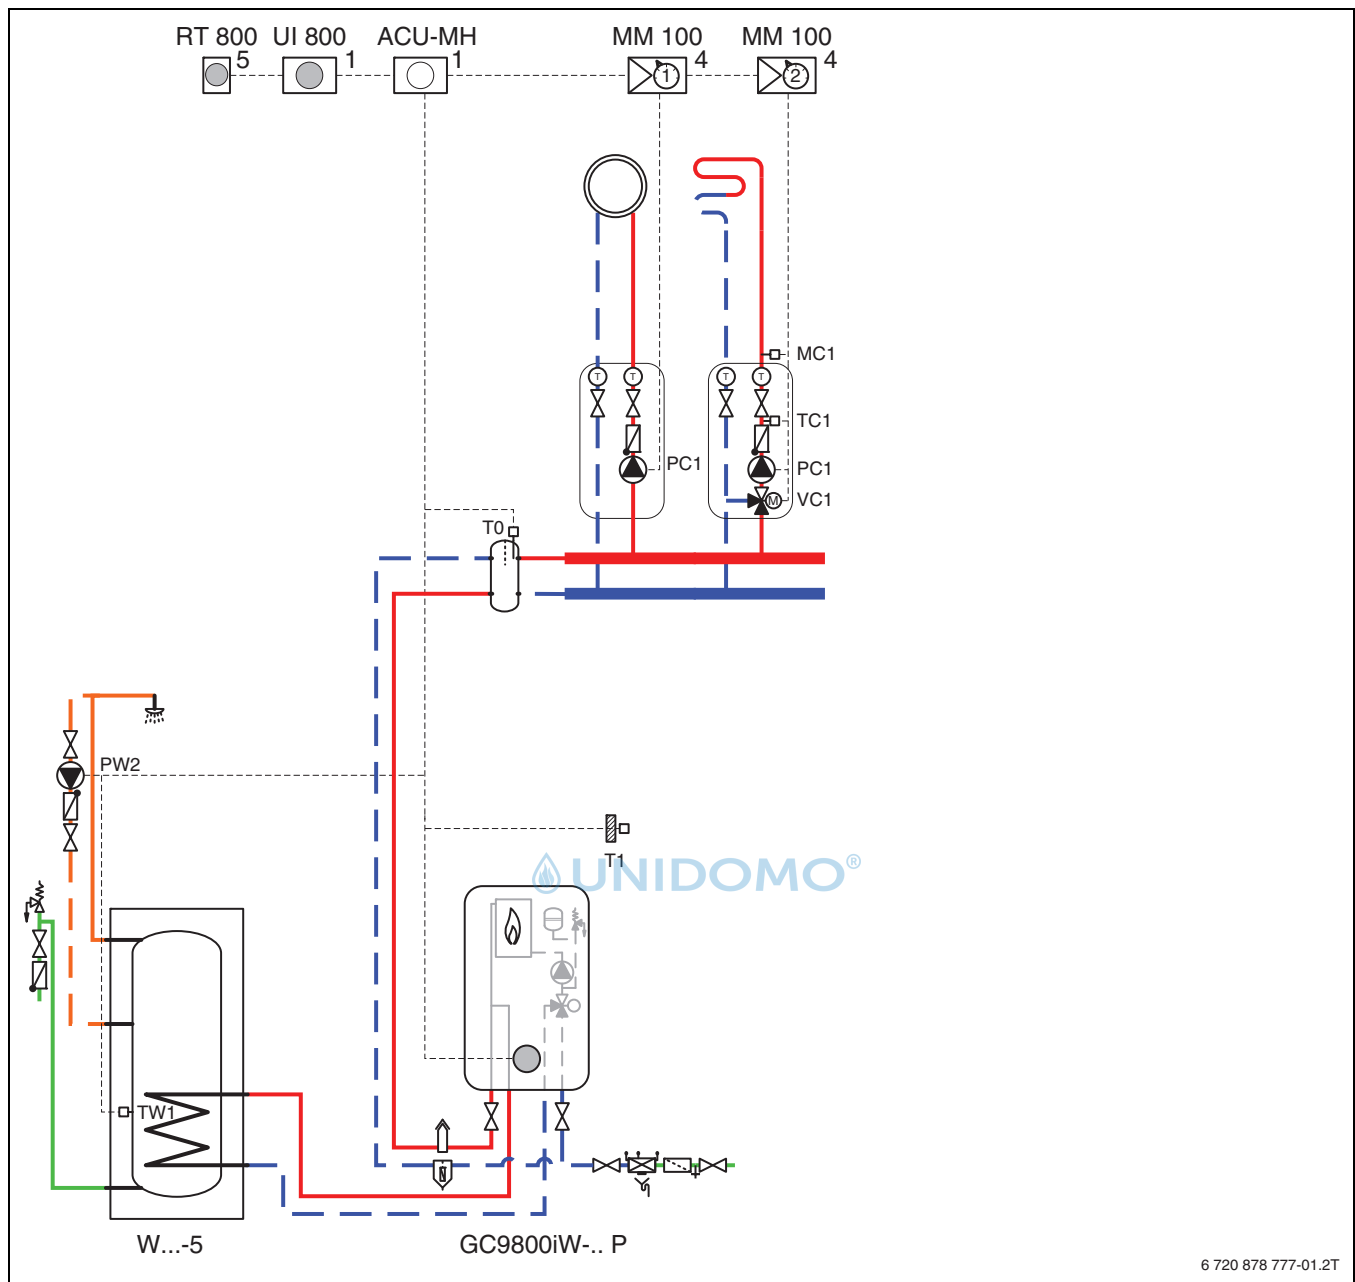 RT 800 UI 800 ACU-MH MM 100 MM 100
5 1 1 4 4
1 2
MC1
T T T T
TC1
PC1 PC1
M VC1
T0
PW2
T1
UNIDOMO®
TW1
W...-5 GC9800iW-.. P
6 720 878 777-01.2T